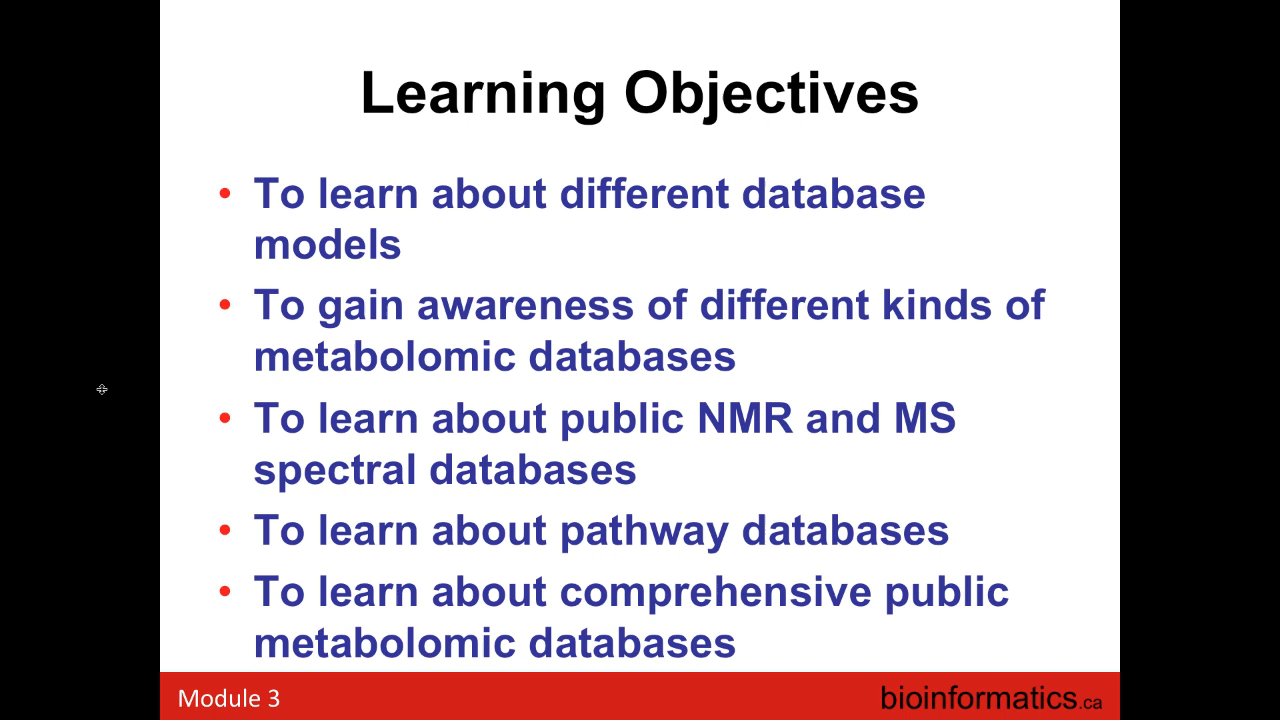 Learning Objectives
• To learn about different database
models
• To gain awareness of different kinds of
metabolomic databases
• To learn about public NMR and MS
spectral databases
• To learn about pathway databases
• To learn about comprehensive public
metabolomic databases
Module 3
bioinformatics.ca